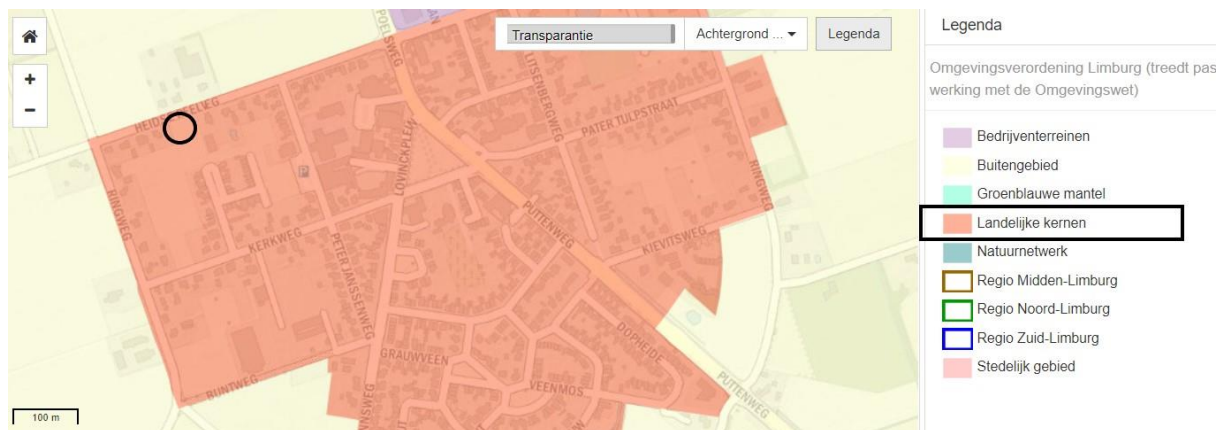 Transparantie
Achtergrond ...
Legenda
+
−
100 m
POELSWEG
LITSENBERGWEG
PATER TULPSTRAAT
RINGWEG
LOVINCKPLEIN
RINGWEG
PUTTENWEG
KERKWEG
PETER JANSSENWEG
KIEVITSWEG
GRAUWVEEN
DOPHEIDE
BUNTWEG
VEENMOS
PUTTENWEG
NNSWEG
Legenda
Omgevingsverordening Limburg (treedt pas
werking met de Omgevingswet)
Bedrijventerreinen
Buitengebied
Groenblauwe mantel
Landelijke kernen
Natuurnetwerk
Regio Midden-Limburg
Regio Noord-Limburg
Regio Zuid-Limburg
Stedelijk gebied